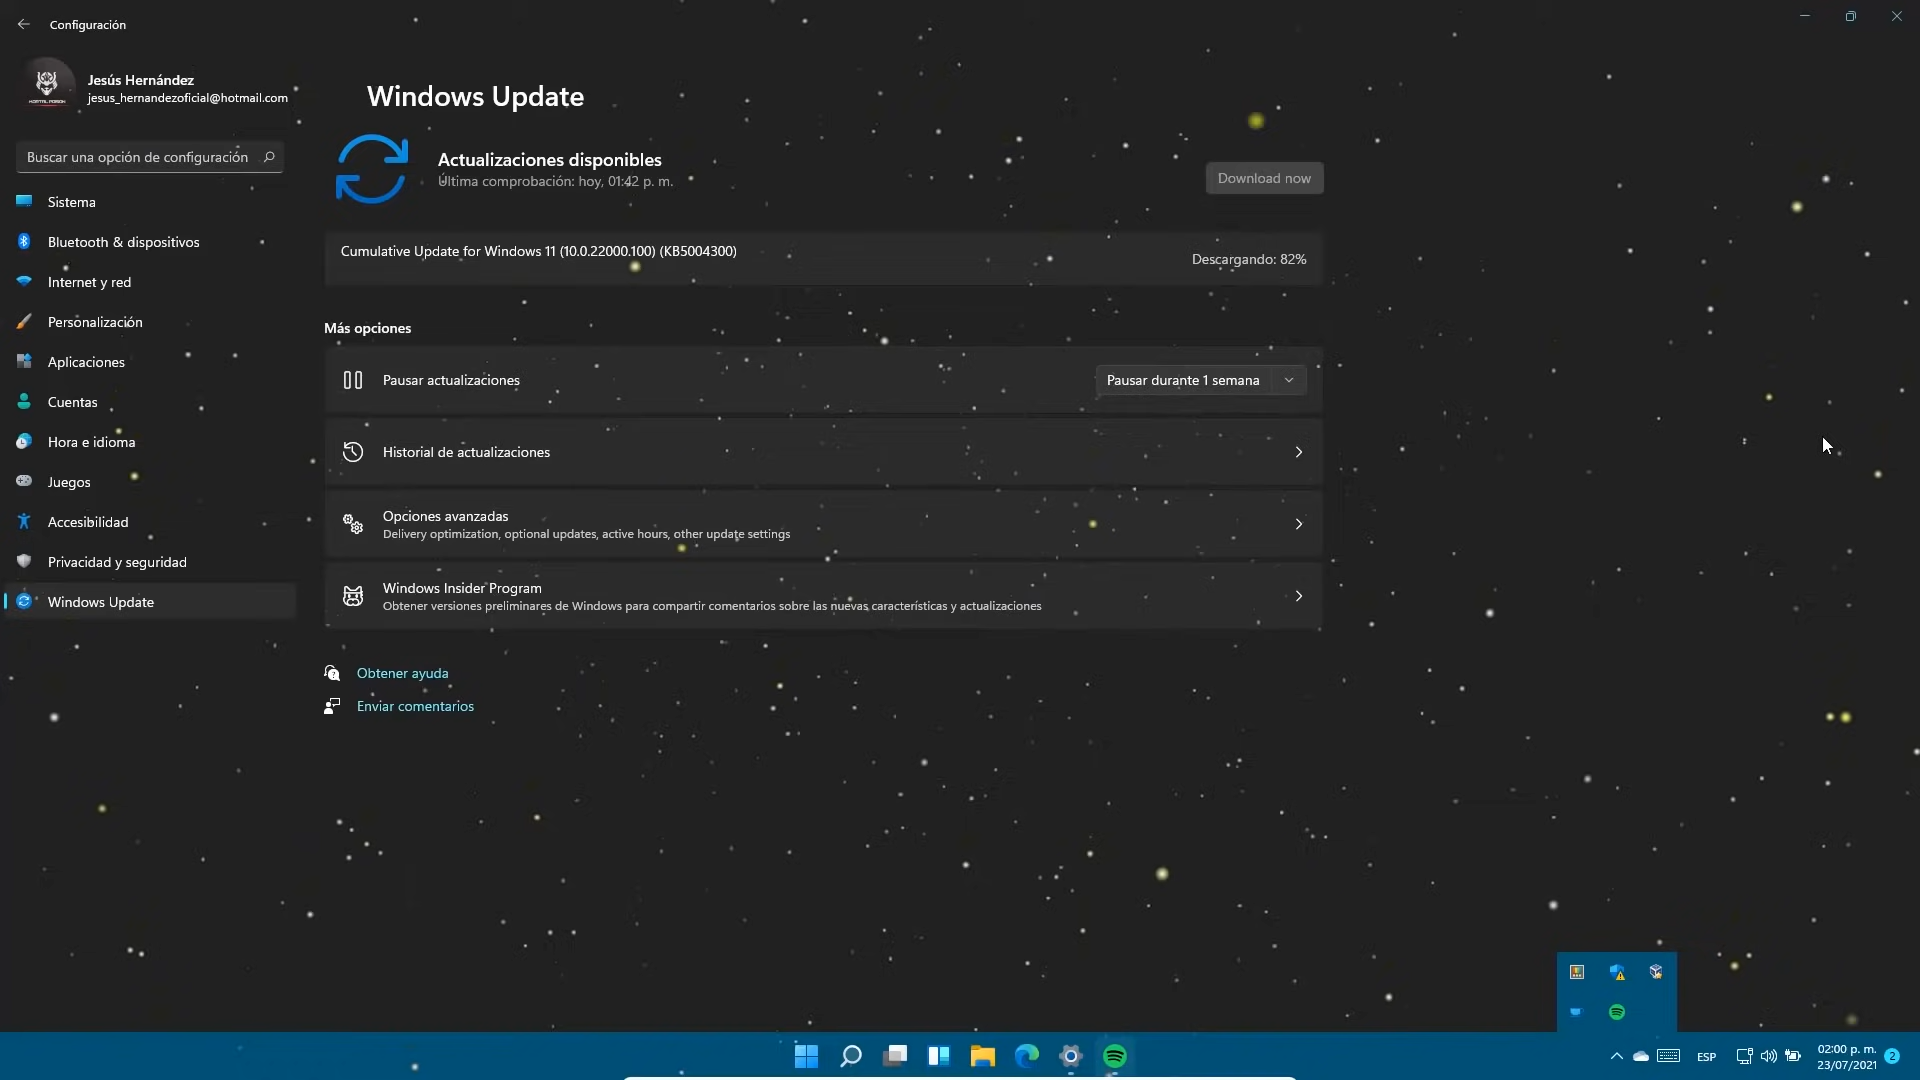 Configuración
Jesús Hernández
jesus_hernandezoficial@hotmail.com
Buscar una opción de configuración
Sistema
Bluetooth & dispositivos
Internet y red
Personalización
Aplicaciones
Cuentas
Hora e idioma
Juegos
Accesibilidad
Privacidad y seguridad
Windows Update
Windows Update
Actualizaciones disponibles
Última comprobación: hoy, 01:42 p. m.
Download now
Cumulative Update for Windows 11 (10.0.22000.100) (KB5004300)
Descargando: 82%
Más opciones
Pausar actualizaciones
Pausar durante 1 semana
Historial de actualizaciones
Opciones avanzadas
Delivery optimization, optional updates, active hours, other update settings
Windows Insider Program
Obtener versiones preliminares de Windows para compartir comentarios sobre las nuevas características y actualizaciones
Obtener ayuda
Enviar comentarios
ESP
02:00 p. m.
23/07/2021
2